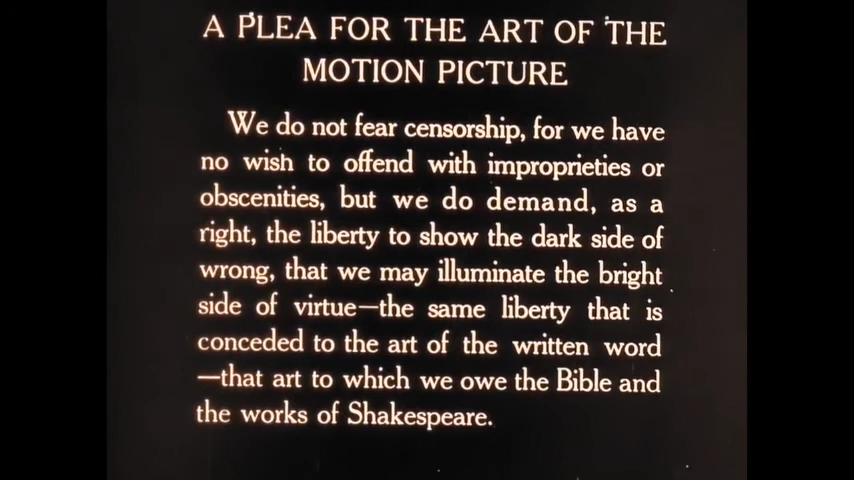 A PLEA FOR THE ART OF THE
MOTION PICTURE
We do not fear censorship, for we have
no wish to offend with improprieties or
obscenities, but we do demand, as a
right, the liberty to show the dark side of
wrong, that we may illuminate the bright
side of virtue—the same liberty that is
conceded to the art of the written word
—that art to which we owe the Bible and
the works of Shakespeare.